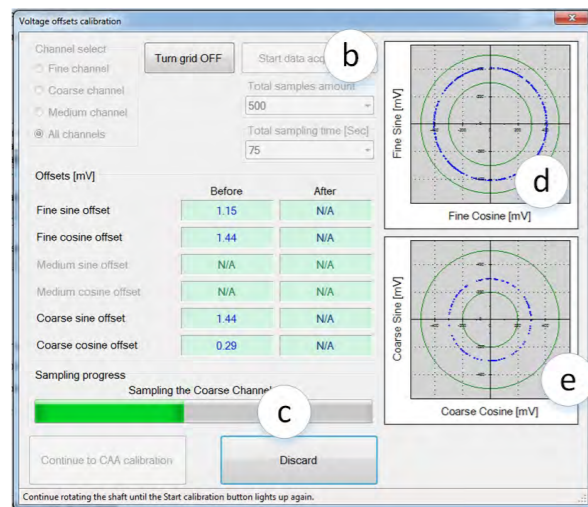 Voltage offsets calibration
Channel select
Fine channel
Coarse channel
Medium channel
All channels
Turn grid OFF
Start data acq
b
Total samples amount
500
Total sampling time [Sec]
75
Offsets [mV]
Before After
Fine sine offset 1.15 N/A
Fine cosine offset 1.44 N/A
Medium sine offset N/A N/A
Medium cosine offset N/A N/A
Coarse sine offset 1.44 N/A
Coarse cosine offset 0.29 N/A
Sampling progress
Sampling the Coarse Channel
c
Continue to CAA calibration
Discard
Continue rotating the shaft until the Start calibration button lights up again.
Fine Sine [mV]
d
Fine Cosine [mV]
Coarse Sine [mV]
e
Coarse Cosine [mV]